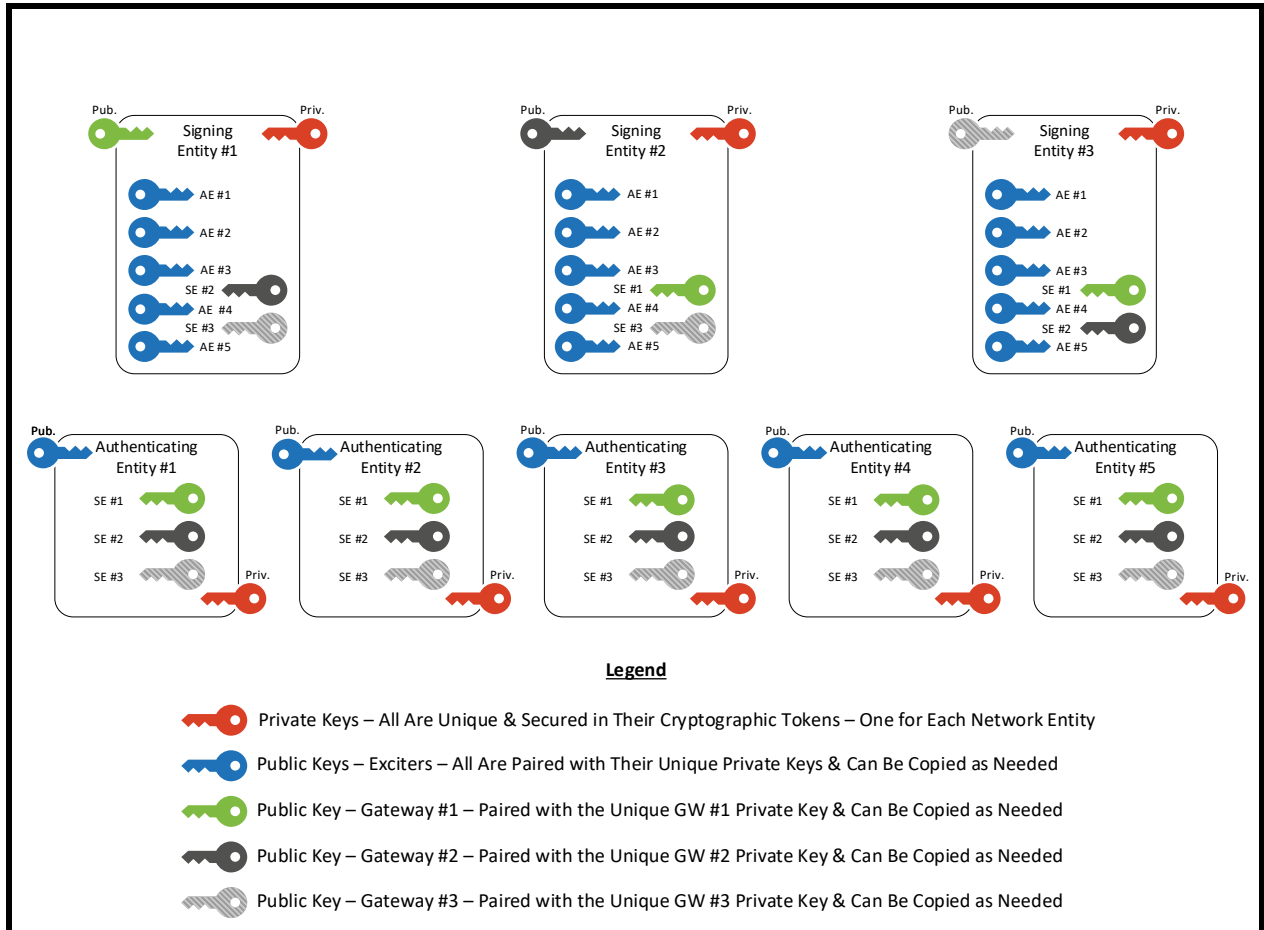 Pub.
Priv.
Signing
Entity #1
AE #1
AE #2
AE #3
SE #2
AE #4
SE #3
AE #5
Pub.
Priv.
Signing
Entity #2
AE #1
AE #2
AE #3
SE #1
AE #4
SE #3
AE #5
Pub.
Priv.
Signing
Entity #3
AE #1
AE #2
AE #3
SE #1
AE #4
SE #2
AE #5
Pub.
Authenticating
Entity #1
SE #1
SE #2
SE #3
Priv.
Pub.
Authenticating
Entity #2
SE #1
SE #2
SE #3
Priv.
Pub.
Authenticating
Entity #3
SE #1
SE #2
SE #3
Priv.
Pub.
Authenticating
Entity #4
SE #1
SE #2
SE #3
Priv.
Pub.
Authenticating
Entity #5
SE #1
SE #2
SE #3
Priv.
Legend
Private Keys – All Are Unique & Secured in Their Cryptographic Tokens – One for Each Network Entity
Public Keys – Exciters – All Are Paired with Their Unique Private Keys & Can Be Copied as Needed
Public Key – Gateway #1 – Paired with the Unique GW #1 Private Key & Can Be Copied as Needed
Public Key – Gateway #2 – Paired with the Unique GW #2 Private Key & Can Be Copied as Needed
Public Key – Gateway #3 – Paired with the Unique GW #3 Private Key & Can Be Copied as Needed